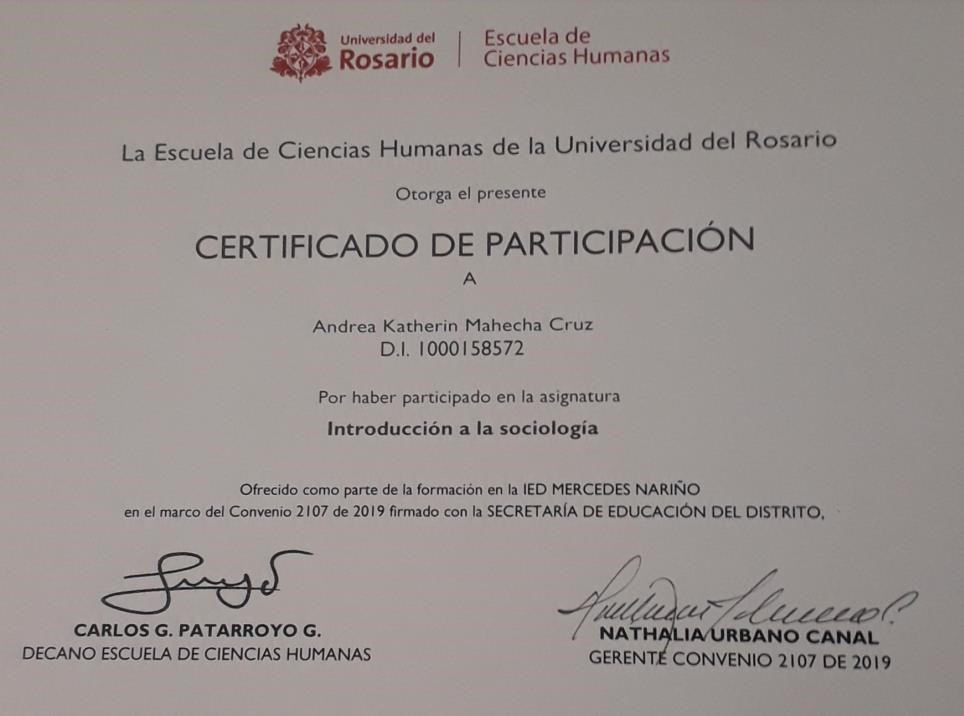 Universidad del
Rosario
Escuela de
Ciencias Humanas
La Escuela de Ciencias Humanas de la Universidad del Rosario
Otorga el presente
CERTIFICADO DE PARTICIPACIÓN
A
Andrea Katherin Mahecha Cruz
D.I. 1000158572
Por haber participado en la asignatura
Introducción a la sociología
Ofrecido como parte de la formación en la IED MERCEDES NARIÑO
en el marco del Convenio 2107 de 2019 firmado con la SECRETARÍA DE EDUCACIÓN DEL DISTRITO,
CARLOS G. PATARROYO G.
DECANO ESCUELA DE CIENCIAS HUMANAS
NATHALIA URBANO CANAL
GERENTE CONVENIO 2107 DE 2019